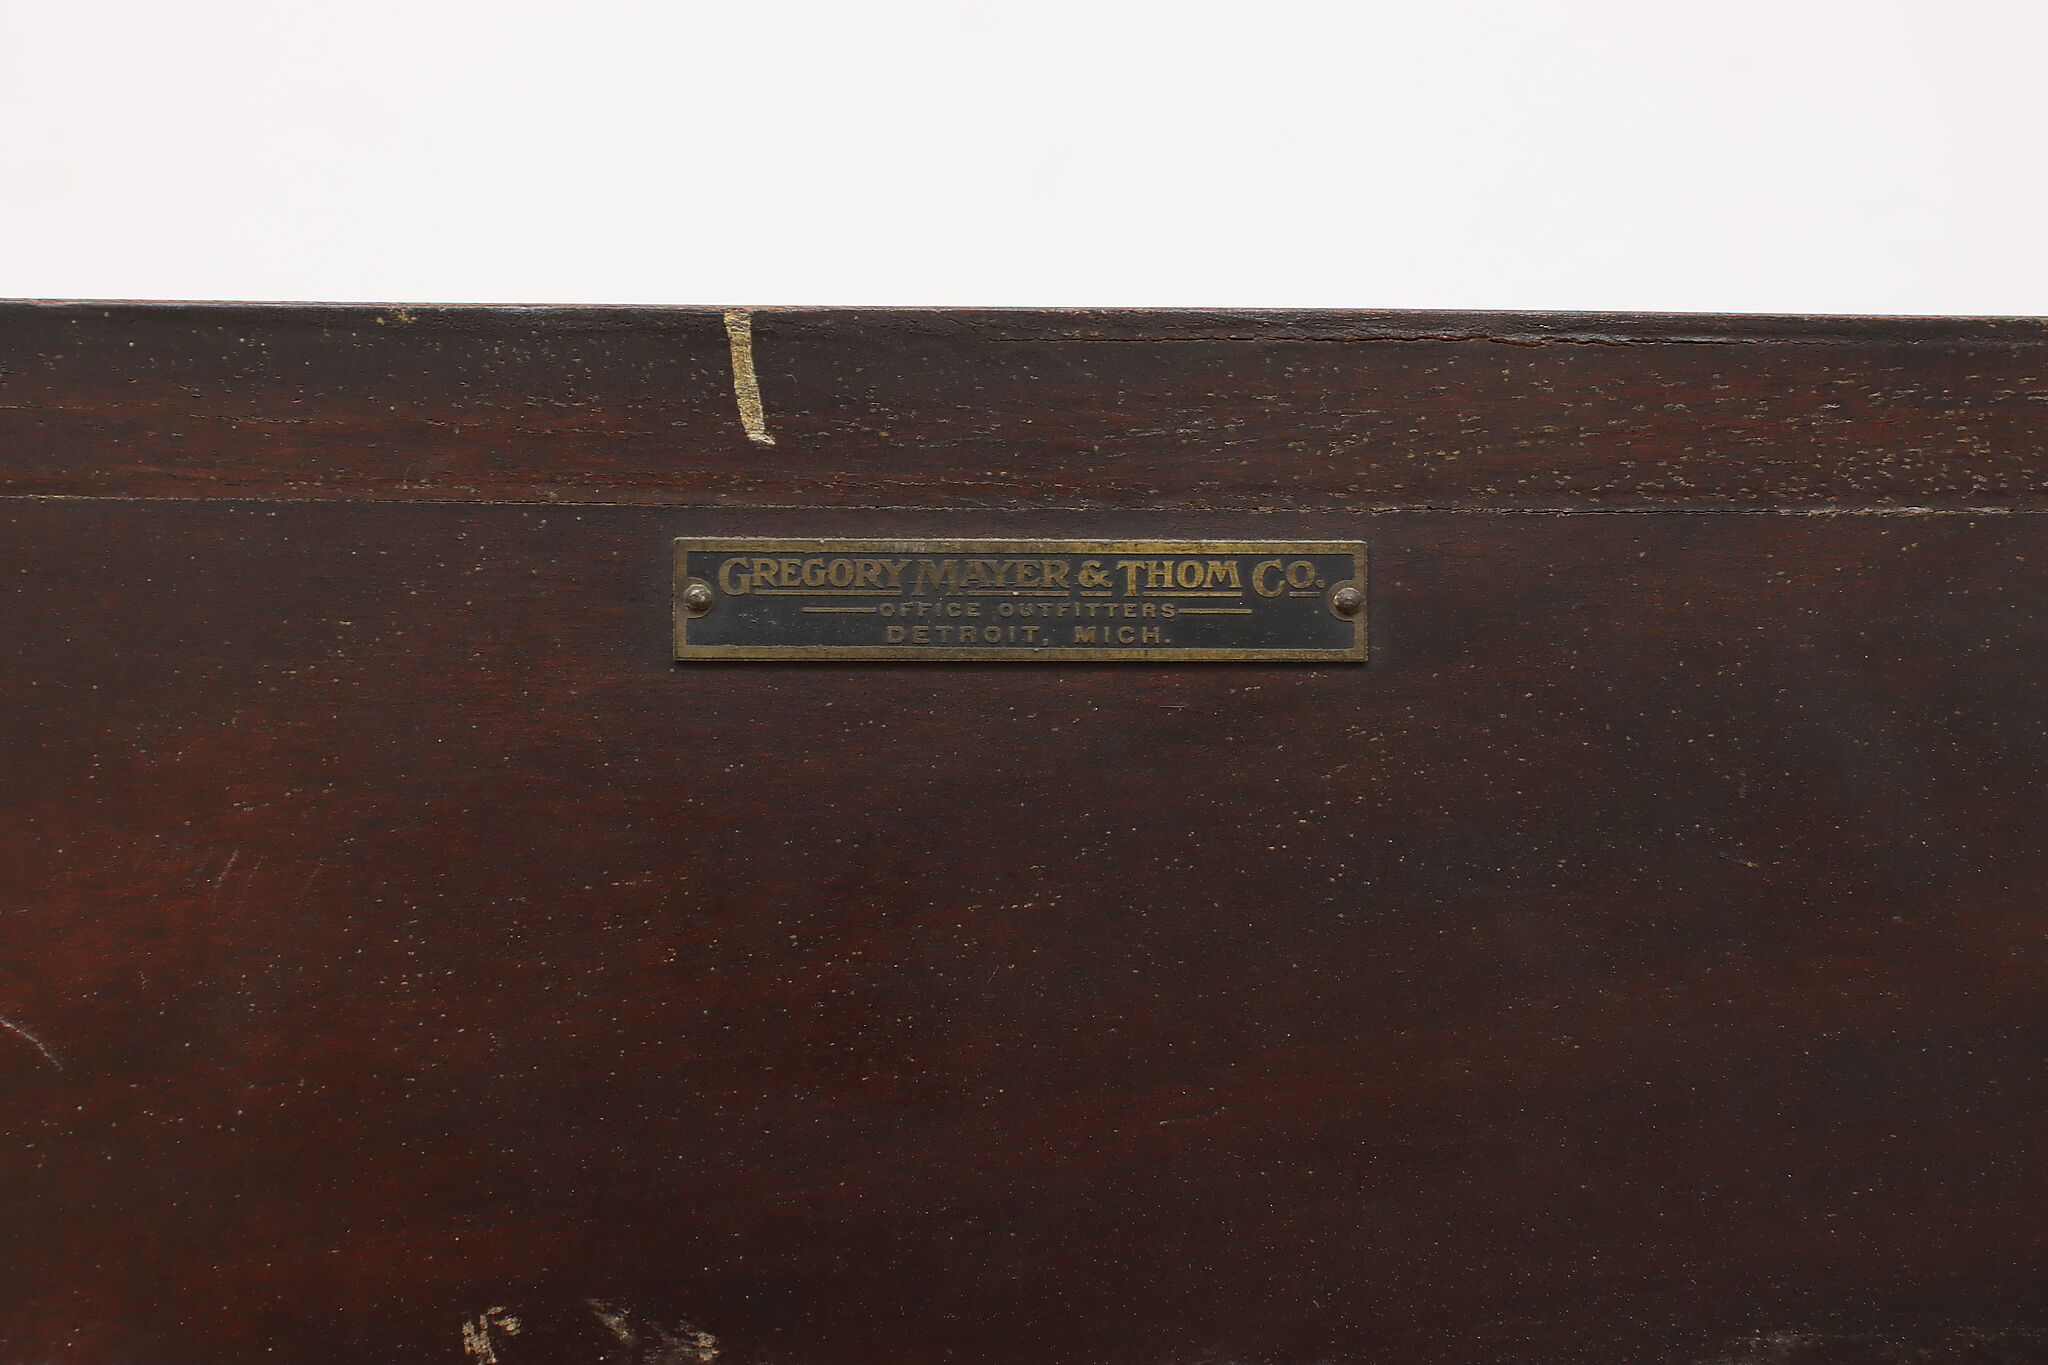 GREGORY MAYER & THOM CO.
OFFICE OUTFITTERS
DETROIT, MICH.